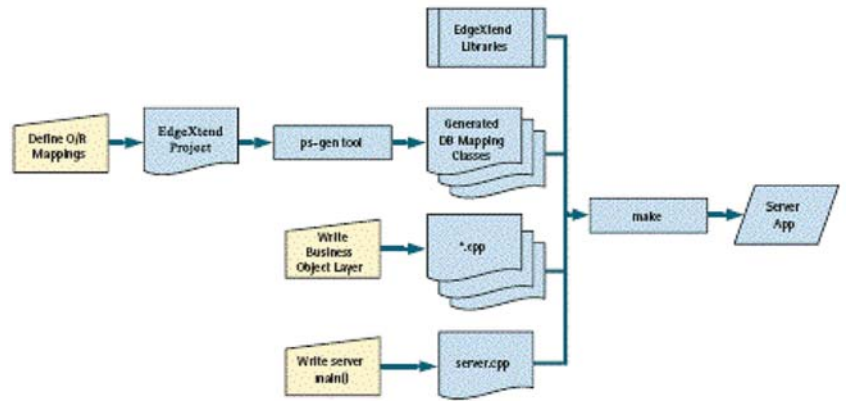 EdgeXtend
Libraries
Define O/R
Mappings
EdgeXtend
Project
ps-gen tool
Generated
DB Mapping
Classes
make
Server
App
Write
Business
Object Layer
*.cpp
Write server
main()
server.cpp